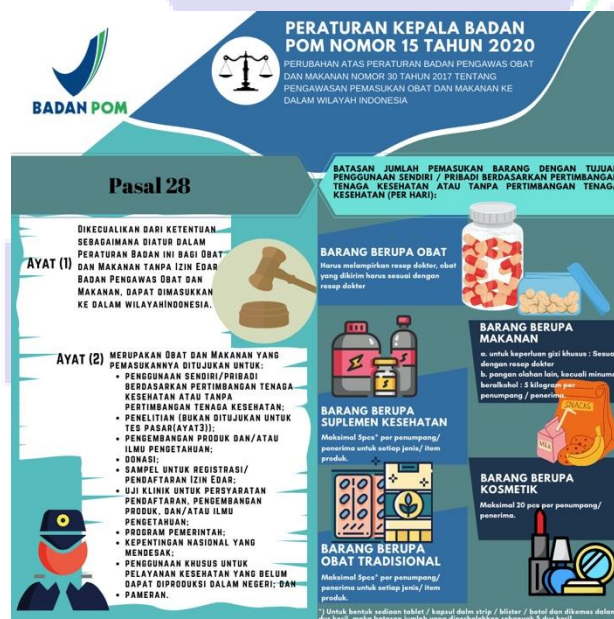 BADAN POM
PERATURAN KEPALA BADAN
POM NOMOR 15 TAHUN 2020
PERUBAHAN ATAS PERATURAN BADAN PENGAWAS OBAT
DAN MAKANAN NOMOR 30 TAHUN 2017 TENTANG
PENGAWASAN PEMASUKAN OBAT DAN MAKANAN KE
DALAM WILAYAH INDONESIA
Pasal 28
AYAT (1)
DIKECUALIKAN DARI KETENTUAN
SEBAGAIMANA DIATUR DALAM
PERATURAN BADAN INI BAGI OBAT
DAN MAKANAN TANPA IZIN EDAR
BADAN PENGAWAS OBAT DAN
MAKANAN, DAPAT DIMASUKKAN
KE DALAM WILAYAHINDONESIA.
AYAT (2)
MERUPAKAN OBAT DAN MAKANAN YANG
PEMASUKANNYA DITUJUKAN UNTUK:
• PENGGUNAAN SENDIRI/PRIBADI
BERDASARKAN PERTIMBANGAN TENAGA
KESEHATAN ATAU TANPA
PERTIMBANGAN TENAGA KESEHATAN;
• PENELITIAN (BUKAN DITUJUKAN UNTUK
TES PASAR(AYAT3));
• PENGEMBANGAN PRODUK DAN/ATAU
ILMU PENGETAHUAN;
• DONASI;
• SAMPEL UNTUK REGISTRASI/
PENDAFTARAN IZIN EDAR;
• UJI KLINIK UNTUK PERSYARATAN
PENDAFTARAN, PENGEMBANGAN
PRODUK, DAN/ATAU ILMU
PENGETAHUAN;
• PROGRAM PEMERINTAH;
• KEPENTINGAN NASIONAL YANG
MENDESAK;
• PENGGUNAAN KHUSUS UNTUK
PELAYANAN KESEHATAN YANG BELUM
DAPAT DIPRODUKSI DALAM NEGERI; DAN
• PAMERAN.
BATASAN JUMLAH PEMASUKAN BARANG DENGAN TUJUAN
PENGGUNAAN SENDIRI / PRIBADI BERDASARKAN PERTIMBANGAN
TENAGA KESEHATAN ATAU TANPA PERTIMBANGAN TENAGA
KESEHATAN (PER HARI):
BARANG BERUPA OBAT
Harus melampirkan resep dokter, obat
yang dikirim harus sesuai dengan
resep dokter
BARANG BERUPA
MAKANAN
a. untuk keperluan gizi khusus : Sesuai
dengan resep dokter
b. pangan olahan lain, kecuali minuman
beralkohol : 5 kilogram per
penumpang / penerima.
SNACKS
MILK
BARANG BERUPA
SUPLEMEN KESEHATAN
Maksimal 5pcs* per penumpang/
penerima untuk setiap jenis/ item
produk.
BARANG BERUPA
KOSMETIK
Maksimal 20 pcs per penumpang/
penerima.
BARANG BERUPA
OBAT TRADISIONAL
Maksimal 5pcs* per penumpang/
penerima untuk setiap jenis/ item
produk.
*) Untuk bentuk sediaan tablet / kapsul dalm strip / blister / botol dan dikemas dalam
dus kecil, maka batasan jumlah yang diperbolehkan sebanyak 5 dus kecil